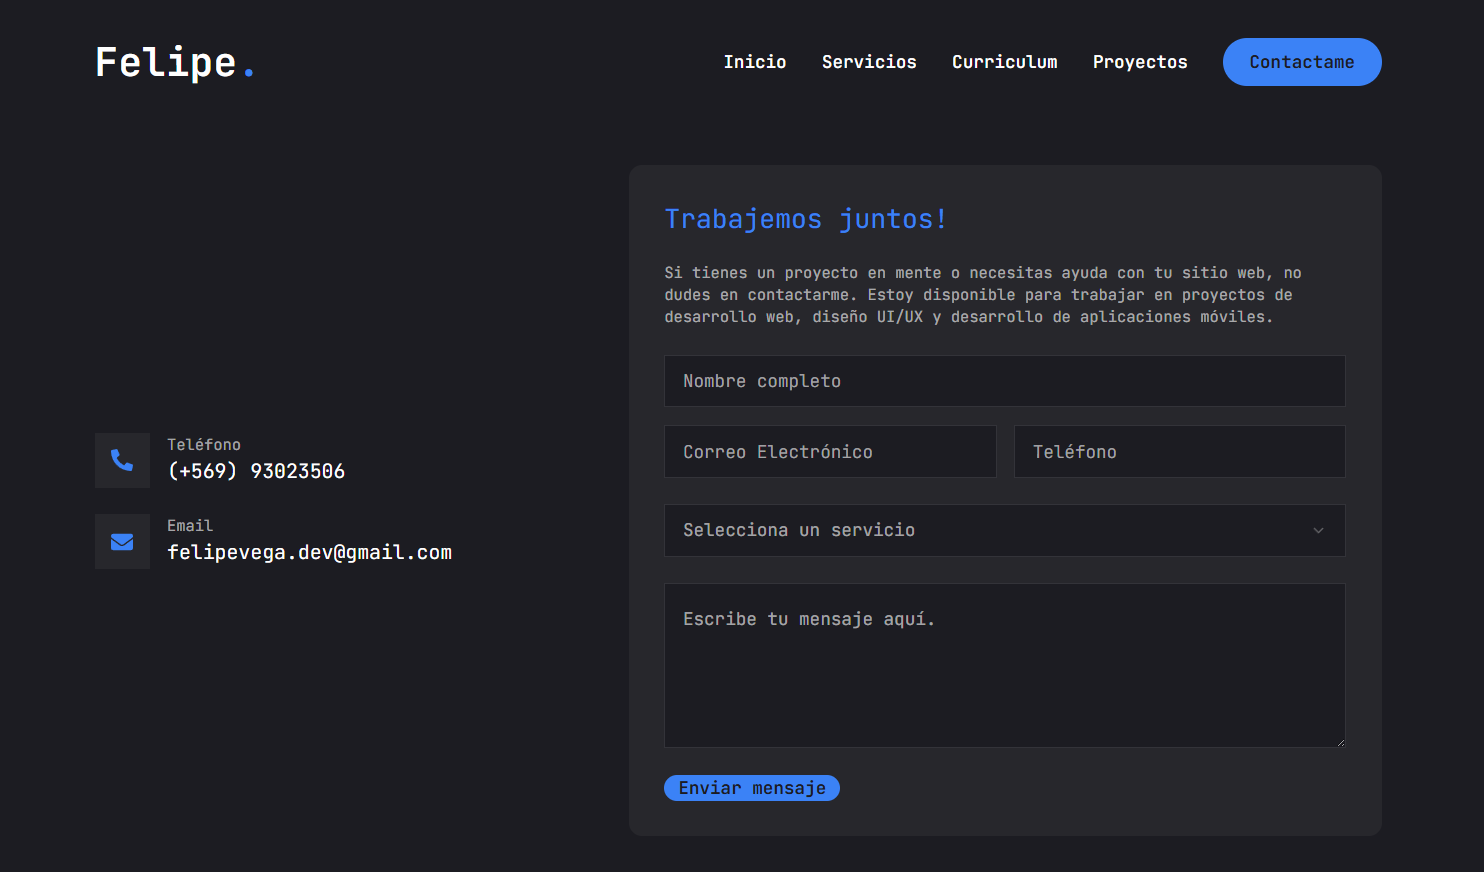 Felipe.
Inicio Servicios Curriculum Proyectos Contactame
Trabajemos juntos!
Si tienes un proyecto en mente o necesitas ayuda con tu sitio web, no
dudes en contactarme. Estoy disponible para trabajar en proyectos de
desarrollo web, diseño UI/UX y desarrollo de aplicaciones móviles.
Nombre completo
Correo Electrónico Teléfono
Selecciona un servicio
Escribe tu mensaje aquí.
Enviar mensaje
Teléfono
(+569) 93023506
Email
felipevega.dev@gmail.com